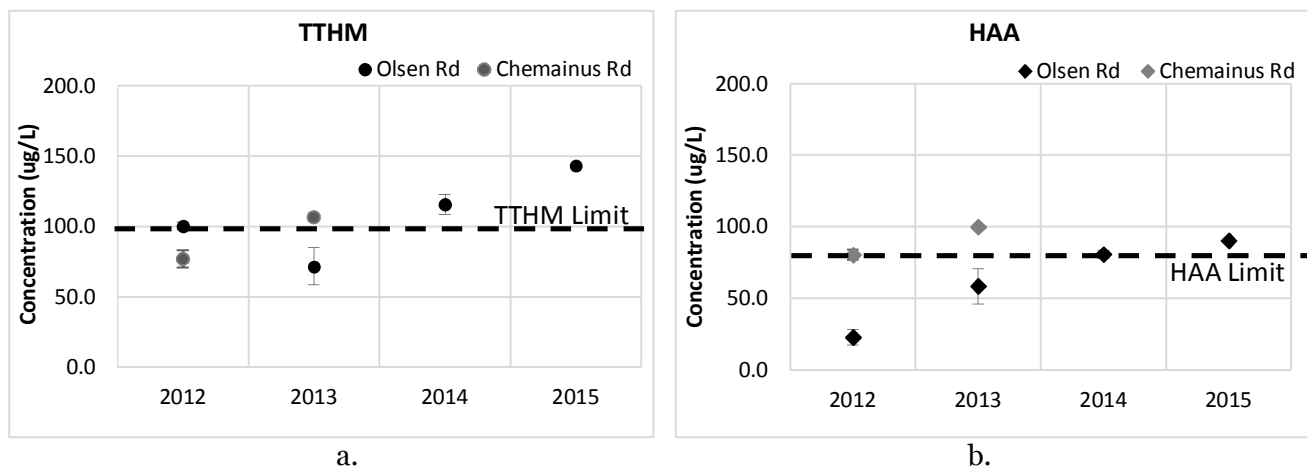 TTHM
Olsen Rd Chemainus Rd
Concentration (ug/L)
200.0
150.0
100.0
50.0
0.0
TTHM Limit
2012 2013 2014 2015
a.
HAA
Olsen Rd Chemainus Rd
Concentration (ug/L)
200.0
150.0
100.0
50.0
0.0
HAA Limit
2012 2013 2014 2015
b.